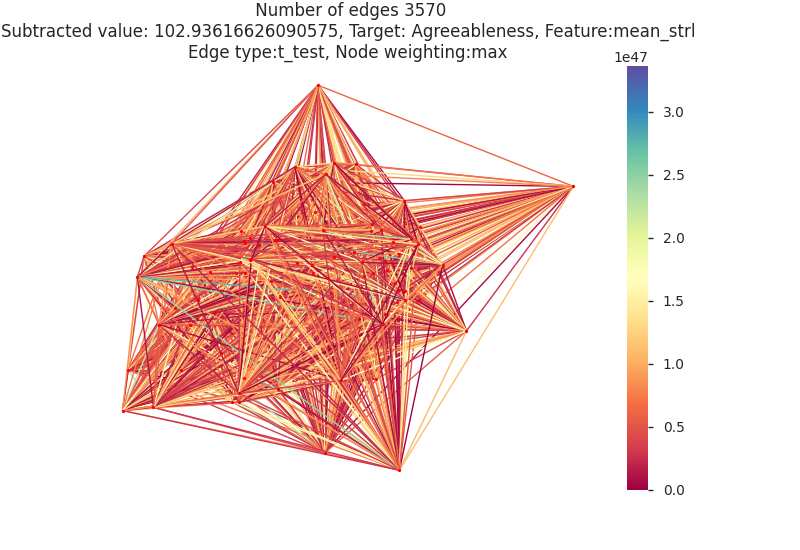 Number of edges 3570
Subtracted value: 102.93616626090575, Target: Agreeableness, Feature:mean_strl
Edge type:t_test, Node weighting:max
1e47
3.0
2.5
2.0
1.5
1.0
0.5
0.0